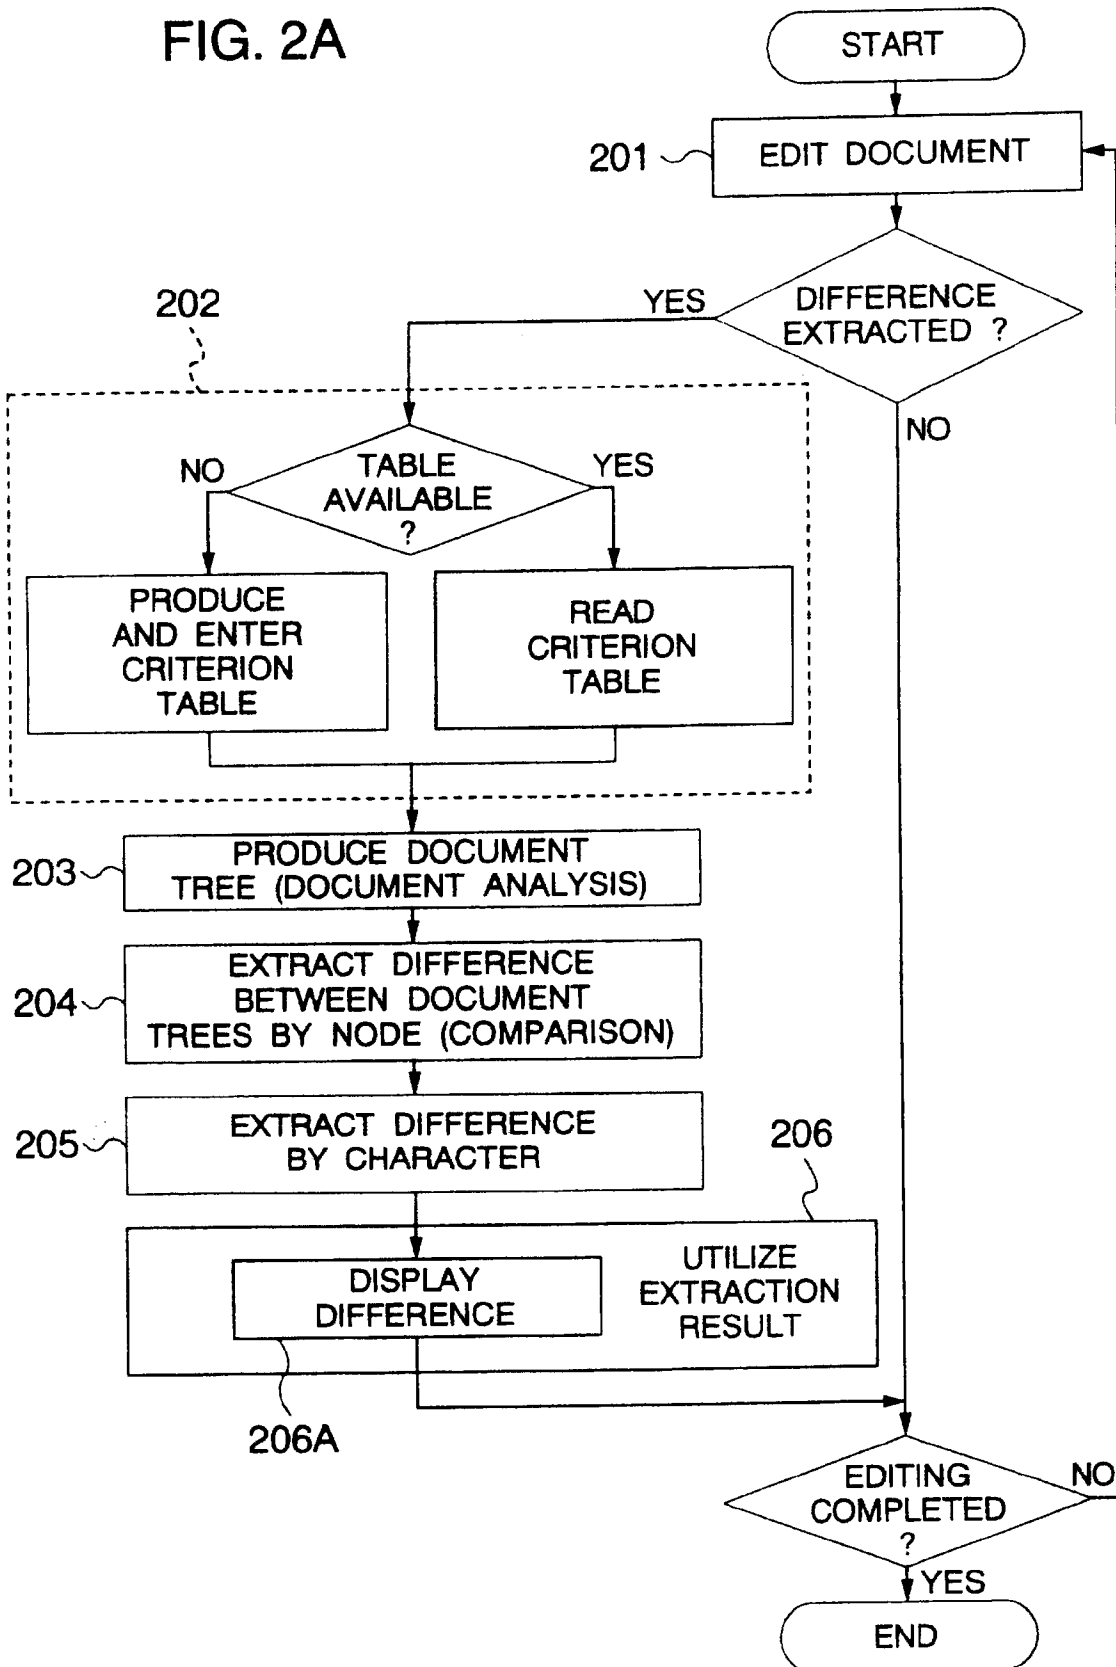 FIG. 2A
START
201
EDIT DOCUMENT
202
YES
DIFFERENCE
EXTRACTED ?
NO
NO
TABLE
AVAILABLE
?
YES
PRODUCE
AND ENTER
CRITERION
TABLE
READ
CRITERION
TABLE
203
PRODUCE DOCUMENT
TREE (DOCUMENT ANALYSIS)
204
EXTRACT DIFFERENCE
BETWEEN DOCUMENT
TREES BY NODE (COMPARISON)
205
EXTRACT DIFFERENCE
BY CHARACTER
206
DISPLAY
DIFFERENCE
UTILIZE
EXTRACTION
RESULT
206A
EDITING
COMPLETED
?
NO
YES
END